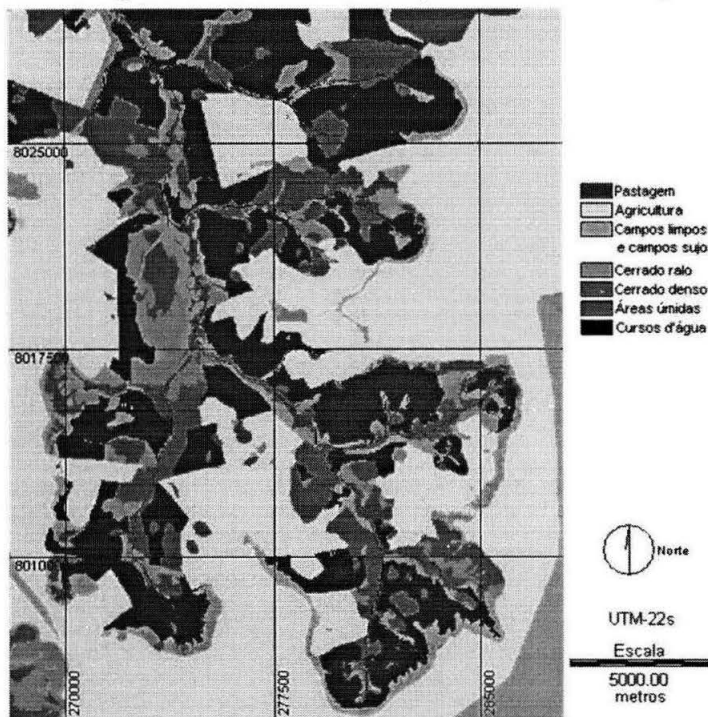 8025000
8017500
8010000
270000
277500
285000
Pastagem
Agricultura
Campos limpos
e campos sujo
Cerrado ralo
Cerrado denso
Áreas úmidas
Cursos d'água
Norte
UTM-22s
Escala
5000.00
metros